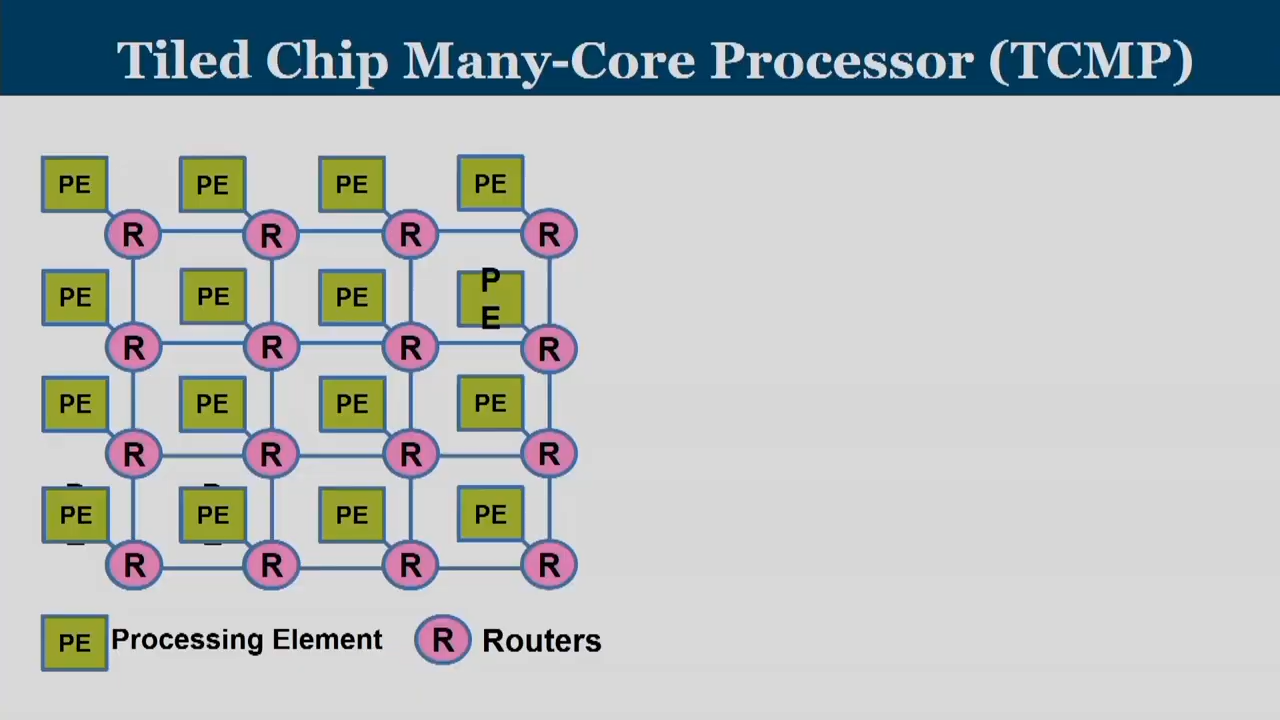 Tiled Chip Many-Core Processor (TCMP)
PE PE PE PE
R R R R
PE PE PE P
E
R R R R
PE PE PE PE
R R R R
PE PE PE PE
R R R R
PE Processing Element R Routers